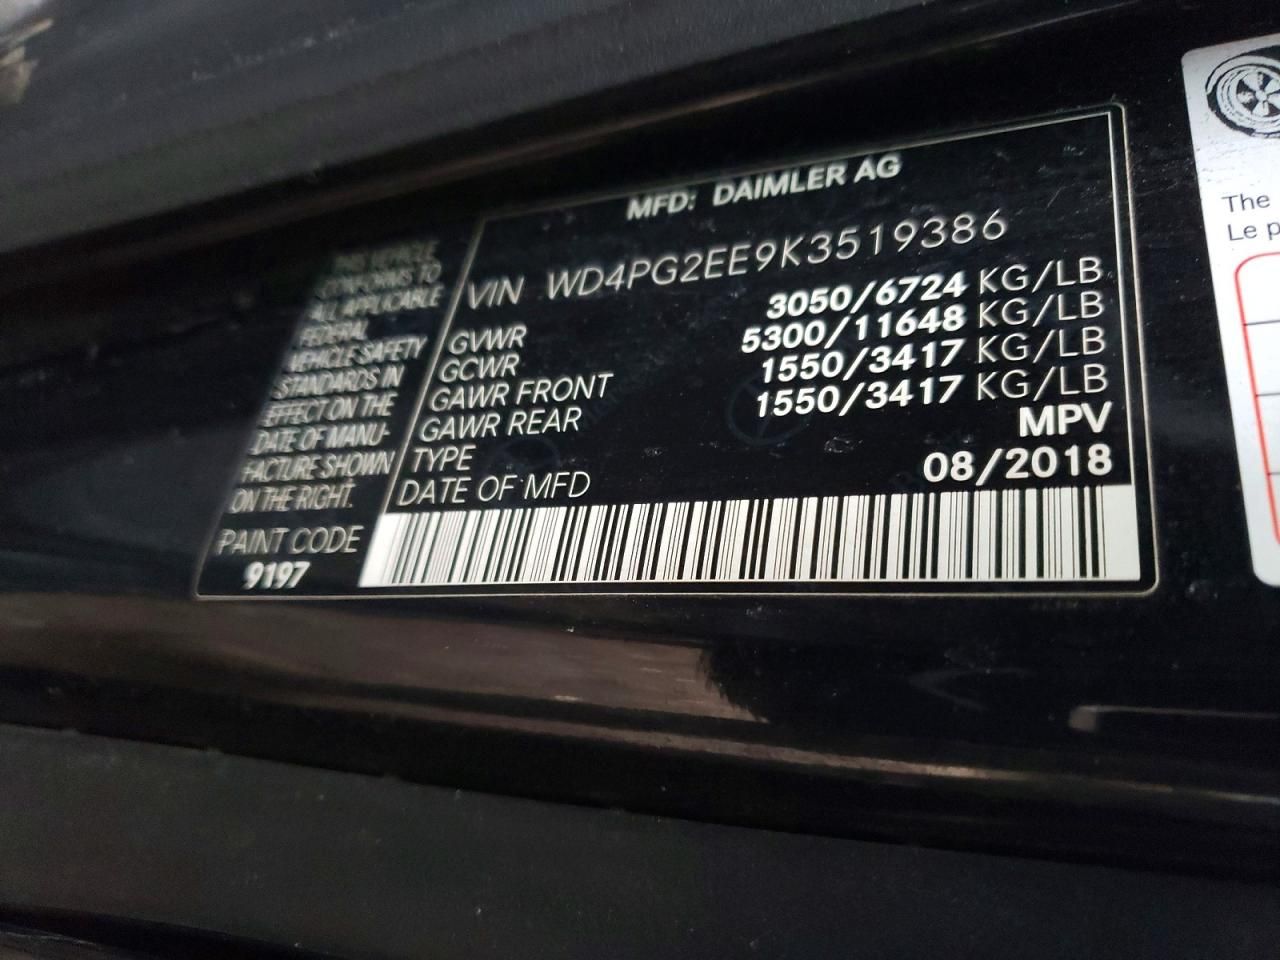 MFD: DAIMLER AG
VIN WD4PG2EE9K3519386
GVWR 3050/6724 KG/LB
GCWR 5300/11648 KG/LB
GAWR FRONT 1550/3417 KG/LB
GAWR REAR 1550/3417 KG/LB
TYPE MPV
DATE OF MFD 08/2018
THIS VEHICLE
CONFORMS TO
ALL APPLICABLE
FEDERAL
VEHICLE SAFETY
STANDARDS IN
EFFECT ON THE
DATE OF MANU-
FACTURE SHOWN
ON THE RIGHT.
PAINT CODE
9197
The
Le p